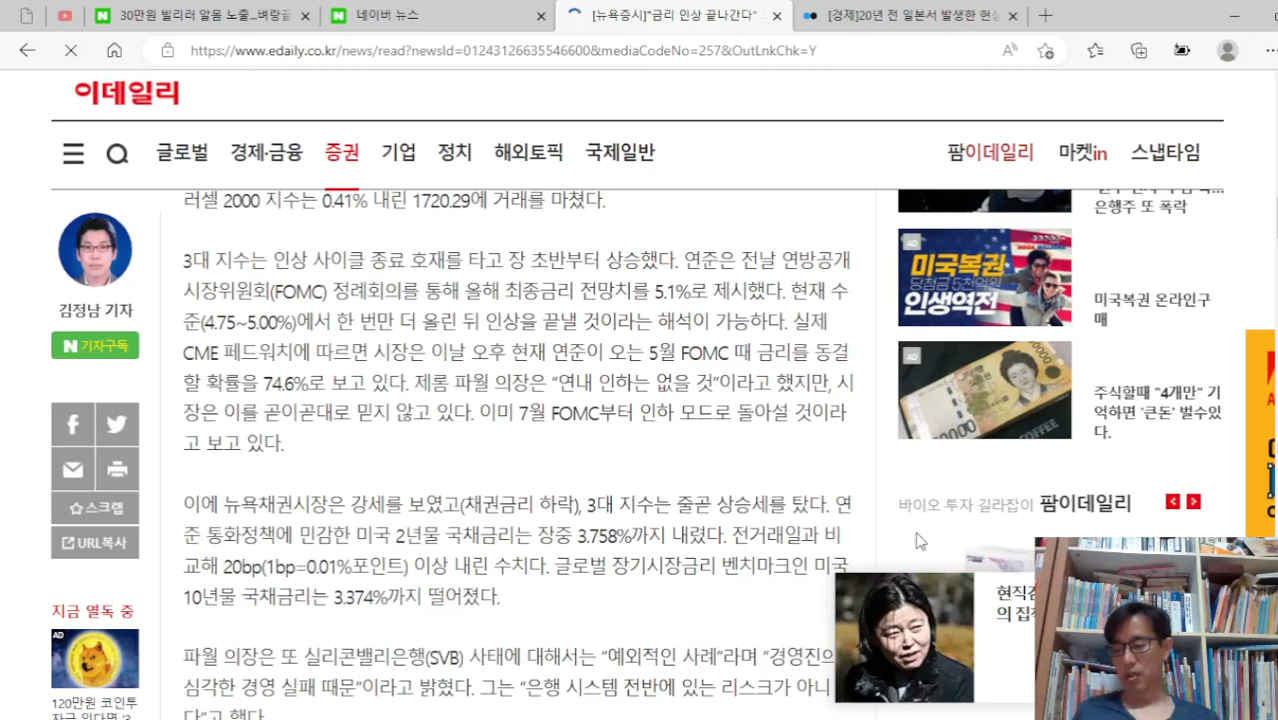 30만원 빌리러 알몸 노출...벼랑끝
네이버 뉴스
[뉴욕증시]"금리 인상 끝나간다"
[경제]20년 전 일본서 발생한 현상
https://www.edaily.co.kr/news/read?newsId=01243126635546600&mediaCodeNo=257&OutLnkChk=Y
이데일리
글로벌 경제·금융 증권 기업 정치 해외토픽 국제일반
팜이데일리 마켓in 스냅타임
김정남 기자
N 기자구독
스크랩
URL복사
지금 열독 중
AD
120만원 코인투
러셀 2000 지수는 0.41% 내린 1720.29에 거래를 마쳤다.
3대 지수는 인상 사이클 종료 호재를 타고 장 초반부터 상승했다. 연준은 전날 연방공개
시장위원회(FOMC) 정례회의를 통해 올해 최종금리 전망치를 5.1%로 제시했다. 현재 수
준(4.75~5.00%)에서 한 번만 더 올린 뒤 인상을 끝낼 것이라는 해석이 가능하다. 실제
CME 페드워치에 따르면 시장은 이날 오후 현재 연준이 오는 5월 FOMC 때 금리를 동결
할 확률을 74.6%로 보고 있다. 제롬 파월 의장은 “연내 인하는 없을 것”이라고 했지만, 시
장은 이를 곧이곧대로 믿지 않고 있다. 이미 7월 FOMC부터 인하 모드로 돌아설 것이라
고 보고 있다.
이에 뉴욕채권시장은 강세를 보였고(채권금리 하락), 3대 지수는 줄곧 상승세를 탔다. 연
준 통화정책에 민감한 미국 2년물 국채금리는 장중 3.758%까지 내렸다. 전거래일과 비
교해 20bp(1bp=0.01%포인트) 이상 내린 수치다. 글로벌 장기시장금리 벤치마크인 미국
10년물 국채금리는 3.374%까지 떨어졌다.
파월 의장은 또 실리콘밸리은행(SVB) 사태에 대해서는 “예외적인 사례”라며 “경영진의
심각한 경영 실패 때문”이라고 밝혔다. 그는 “은행 시스템 전반에 있는 리스크가 아니
다”고 했다.
은행주 또 폭락
AD
미국복권
당첨금 5천억원
인생역전
미국복권 온라인구
매
AD
COFFEE
주식할때 "4개만" 기
억하면 '큰돈' 벌수있
다.
바이오 투자 길라잡이 팜이데일리
현직검
의 집착